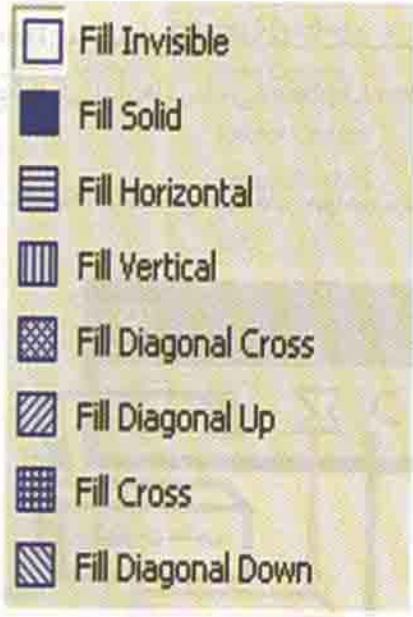 Fill Invisible
Fill Solid
Fill Horizontal
Fill Vertical
Fill Diagonal Cross
Fill Diagonal Up
Fill Cross
Fill Diagonal Down